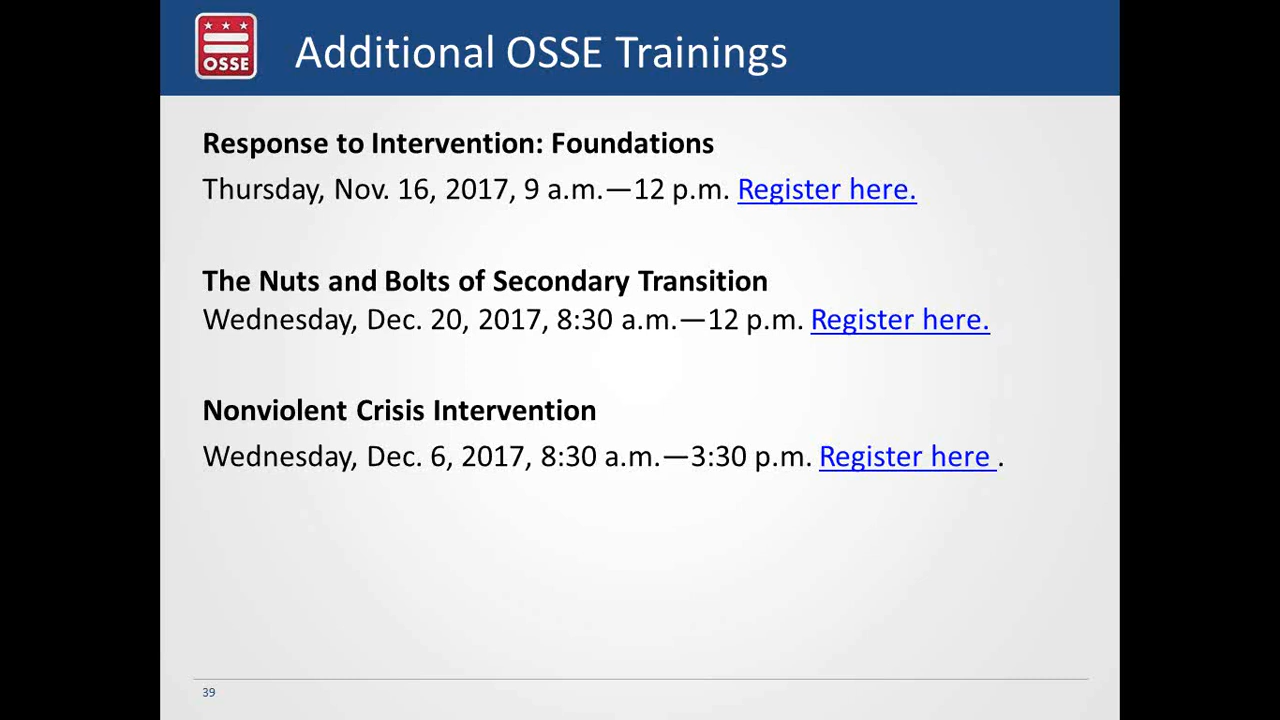 OSSE
Additional OSSE Trainings
Response to Intervention: Foundations
Thursday, Nov. 16, 2017, 9 a.m.—12 p.m. Register here.
The Nuts and Bolts of Secondary Transition
Wednesday, Dec. 20, 2017, 8:30 a.m.—12 p.m. Register here.
Nonviolent Crisis Intervention
Wednesday, Dec. 6, 2017, 8:30 a.m.—3:30 p.m. Register here .
39